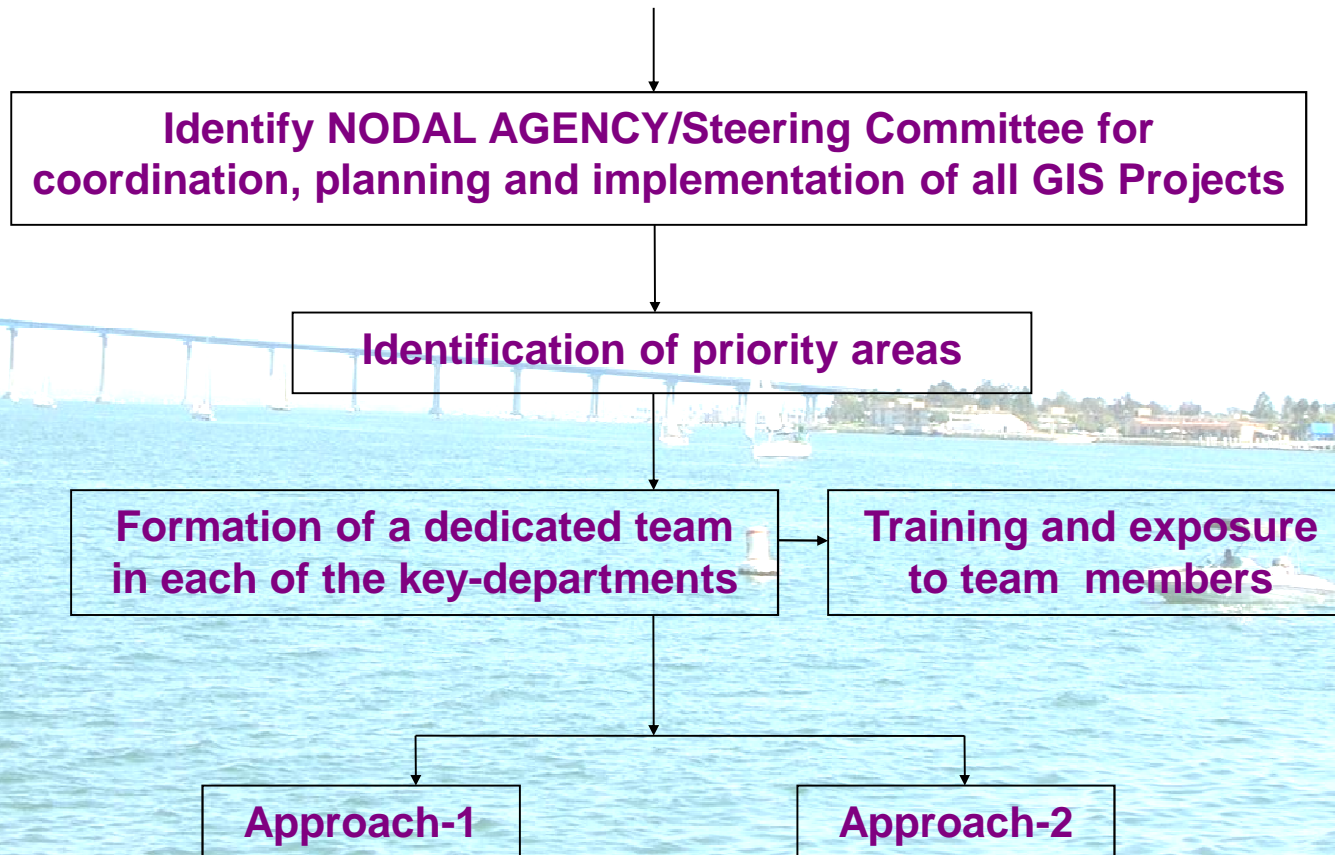 Identify NODAL AGENCY/Steering Committee for
coordination, planning and implementation of all GIS Projects
Identification of priority areas
Formation of a dedicated team
in each of the key-departments
Training and exposure
to team  members
Approach-1
Approach-2